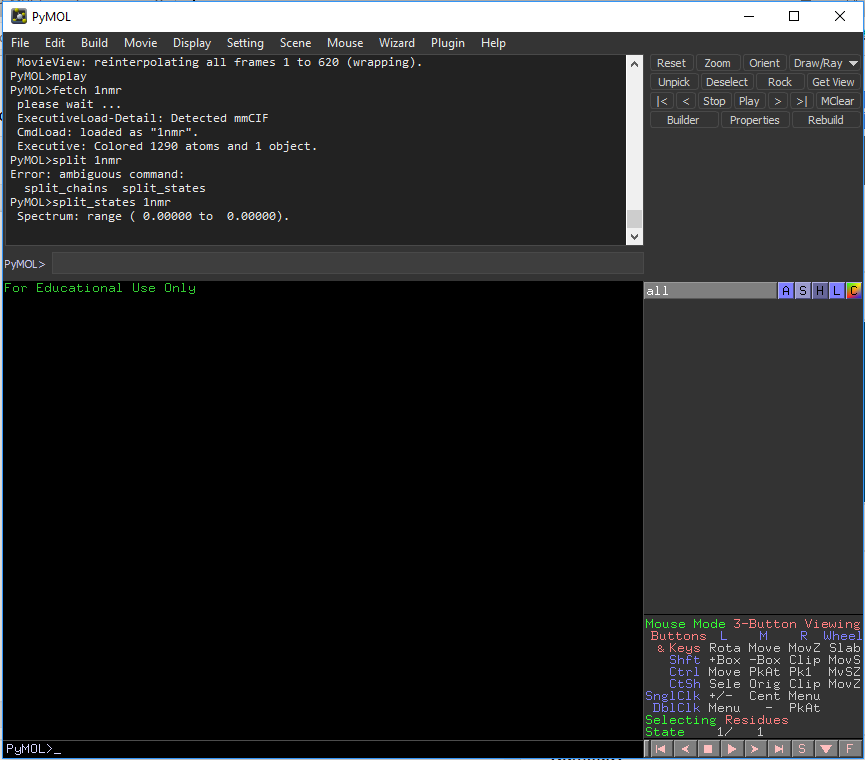 PyMOL
File Edit Build Movie Display Setting Scene Mouse Wizard Plugin Help
MovieView: reinterpolating all frames 1 to 620 (wrapping).
PyMOL>mplay
PyMOL>fetch 1nmr
please wait ...
ExecutiveLoad-Detail: Detected mmCIF
CmdLoad: loaded as "1nmr".
Executive: Colored 1290 atoms and 1 object.
PyMOL>split 1nmr
Error: ambiguous command:
split_chains split_states
PyMOL>split_states 1nmr
Spectrum: range ( 0.00000 to 0.00000).
PyMOL>
Reset Zoom Orient Draw/Ray
Unpick Deselect Rock Get View
|< < Stop Play > >| MClear
Builder Properties Rebuild
For Educational Use Only
all A S H L C
Mouse Mode 3-Button Viewing
Buttons L M R Wheel
& Keys Rota Move MovZ Slab
Shft +Box -Box Clip MovS
Ctrl Move PkAt Pk1 MvSZ
CtSh Sele Orig Clip MovZ
SnglClk +/- Cent Menu
DblClk Menu - PkAt
Selecting Residues
State 1/ 1
S F
PyMOL>_